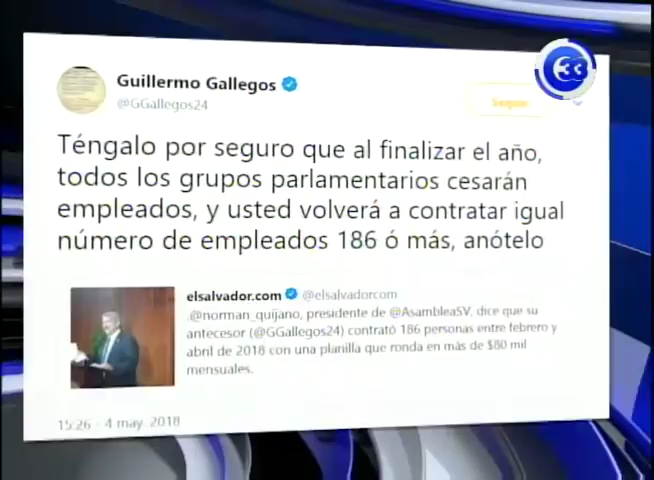 33
Guillermo Gallegos
@GGallegos24
Seguir
Téngalo por seguro que al finalizar el año,
todos los grupos parlamentarios cesarán
empleados, y usted volverá a contratar igual
número de empleados 186 ó más, anótelo
elsalvador.com @elsalvadorcom
.@norman_quijano, presidente de @AsambleaSV, dice que su
antecesor (@GGallegos24) contrató 186 personas entre febrero y
abril de 2018 con una planilla que ronda en más de $80 mil
mensuales.
15:26 - 4 may. 2018